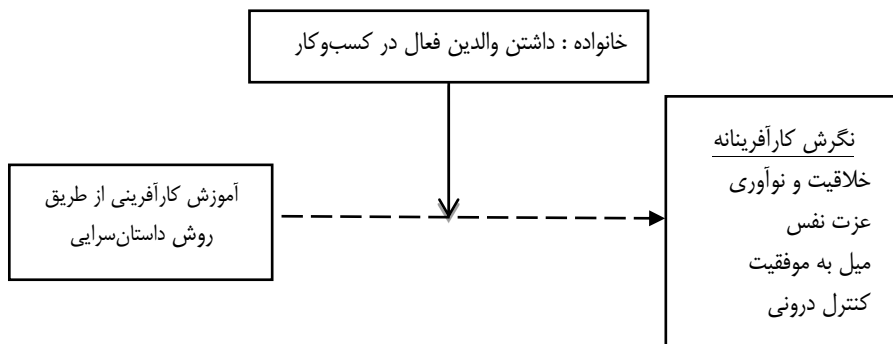 خانواده : داشتن والدین فعال در کسب‌وکار
آموزش کارآفرینی از طریق
روش داستان‌سرایی
نگرش کارآفرینانه
خلاقیت و نوآوری
عزت نفس
میل به موفقیت
کنترل درونی